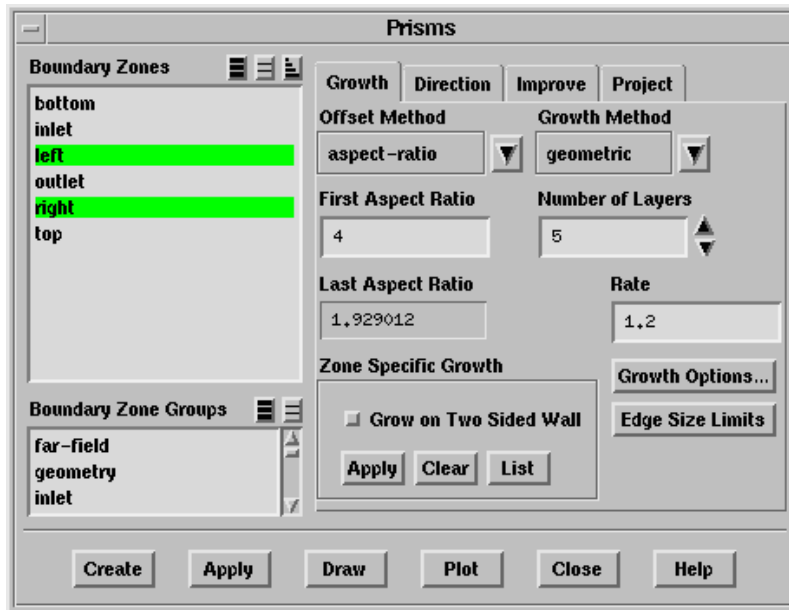 Prisms
Boundary Zones
bottom
inlet
left
outlet
right
top
Boundary Zone Groups
far-field
geometry
inlet
Growth Direction Improve Project
Offset Method Growth Method
aspect-ratio geometric
First Aspect Ratio Number of Layers
4 5
Last Aspect Ratio Rate
1.929012 1.2
Zone Specific Growth Growth Options...
Grow on Two Sided Wall Edge Size Limits
Apply Clear List
Create Apply Draw Plot Close Help